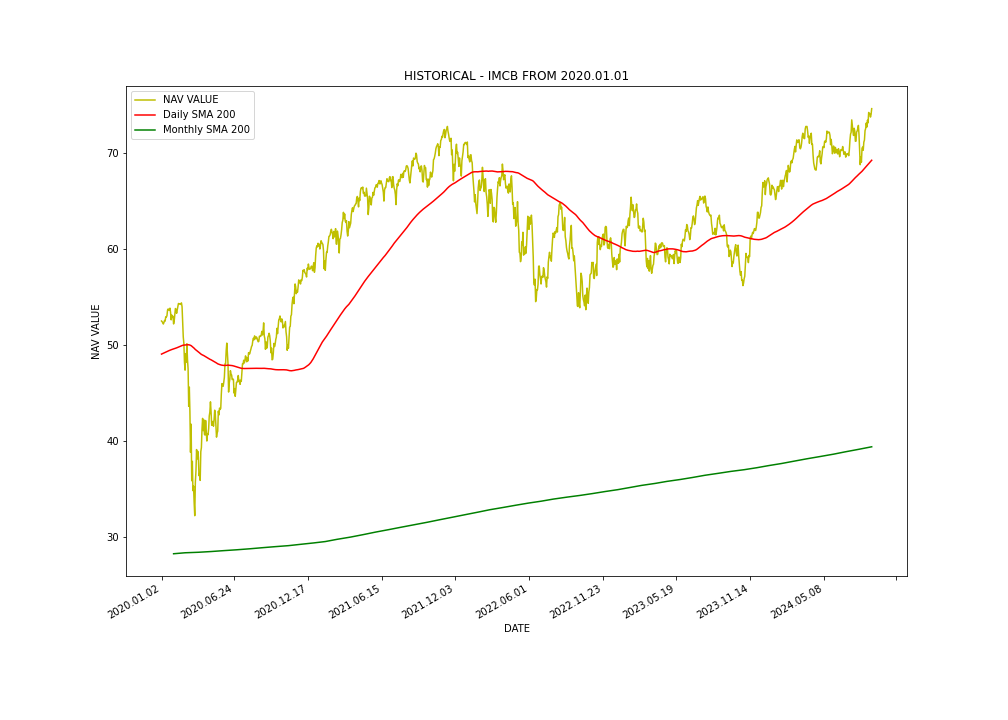 HISTORICAL - IMCB FROM 2020.01.01
NAV VALUE
Daily SMA 200
Monthly SMA 200
NAV VALUE
70
60
50
40
30
2020.01.02
2020.06.24
2020.12.17
2021.06.15
2021.12.03
2022.06.01
2022.11.23
2023.05.19
2023.11.14
2024.05.08
DATE